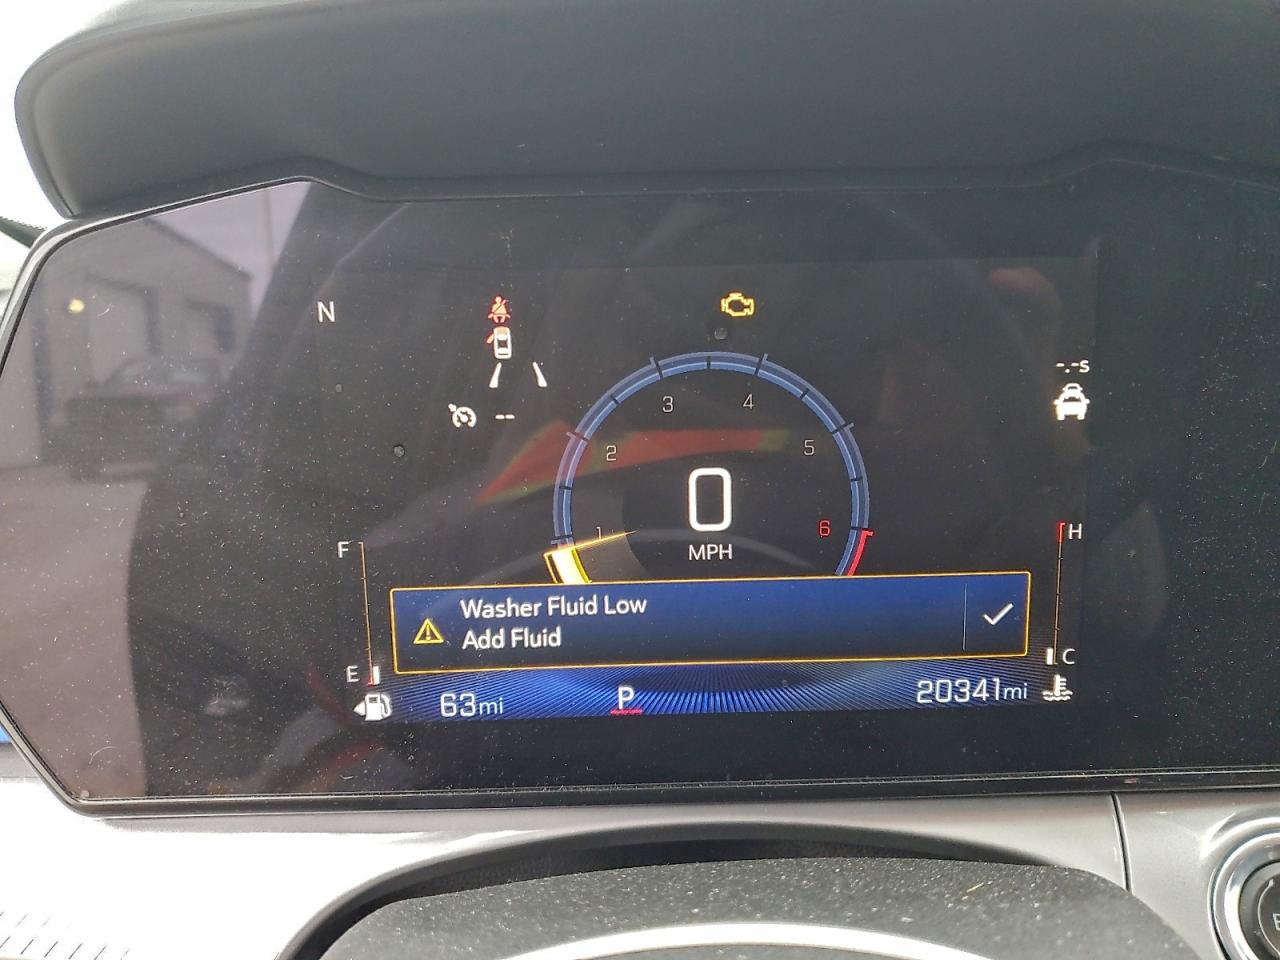 N
-.-s
--
3
4
2
5
1
6
0
MPH
F
H
Washer Fluid Low
Add Fluid
E
C
63mi
P
20341mi